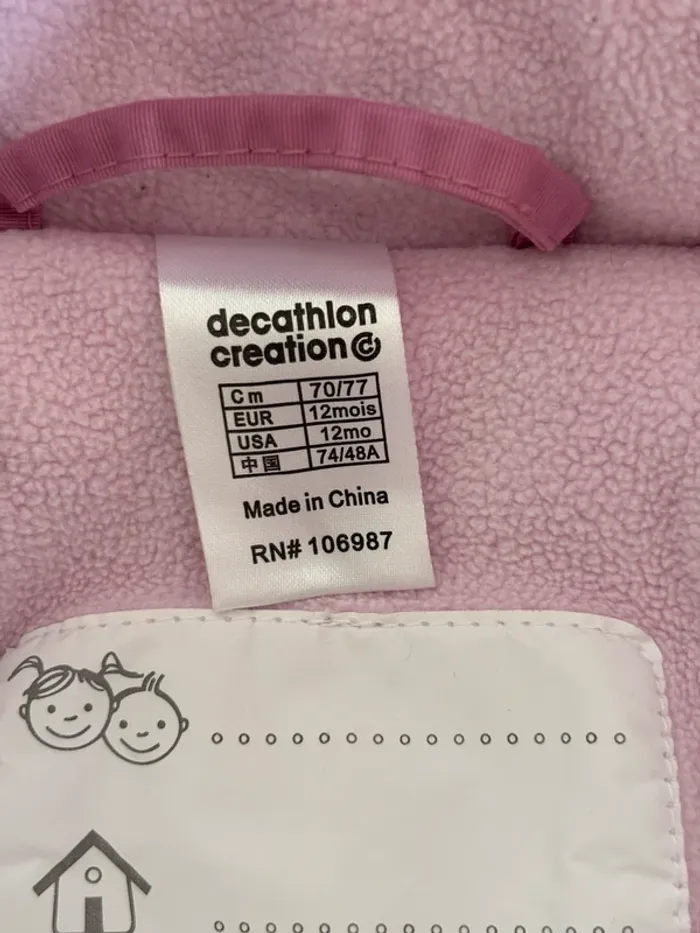 decathlon
creation
Cm 70/77
EUR 12mois
USA 12mo
中国 74/48A
Made in China
RN# 106987